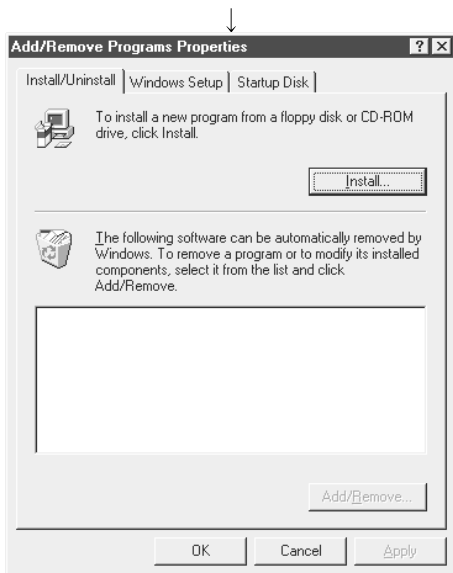 Add/Remove Programs Properties
Install/Uninstall Windows Setup Startup Disk
To install a new program from a floppy disk or CD-ROM
drive, click Install.
Install...
The following software can be automatically removed by
Windows. To remove a program or to modify its installed
components, select it from the list and click
Add/Remove.
Add/Remove...
OK Cancel Apply